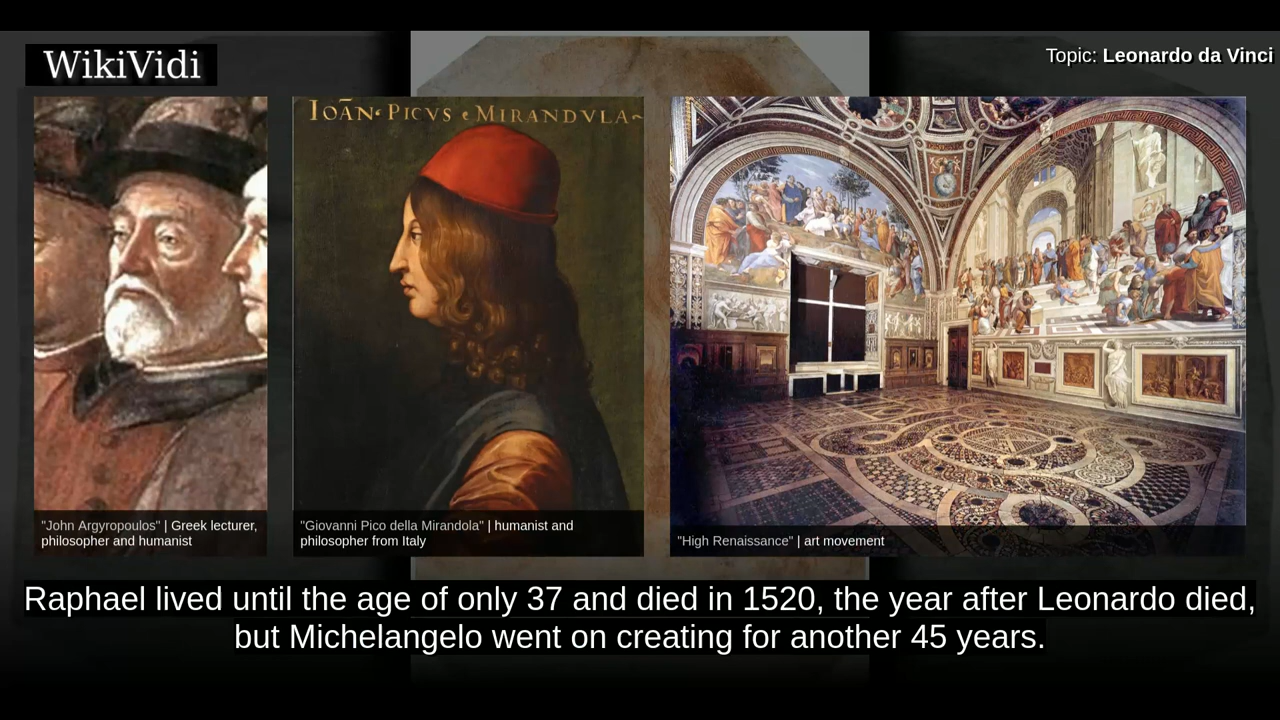 WikiVidi
Topic: Leonardo da Vinci
IOÃN· PICVS e MIRANDVLA~
"John Argyropoulos" | Greek lecturer,
philosopher and humanist
"Giovanni Pico della Mirandola" | humanist and
philosopher from Italy
"High Renaissance" | art movement
Raphael lived until the age of only 37 and died in 1520, the year after Leonardo died,
but Michelangelo went on creating for another 45 years.